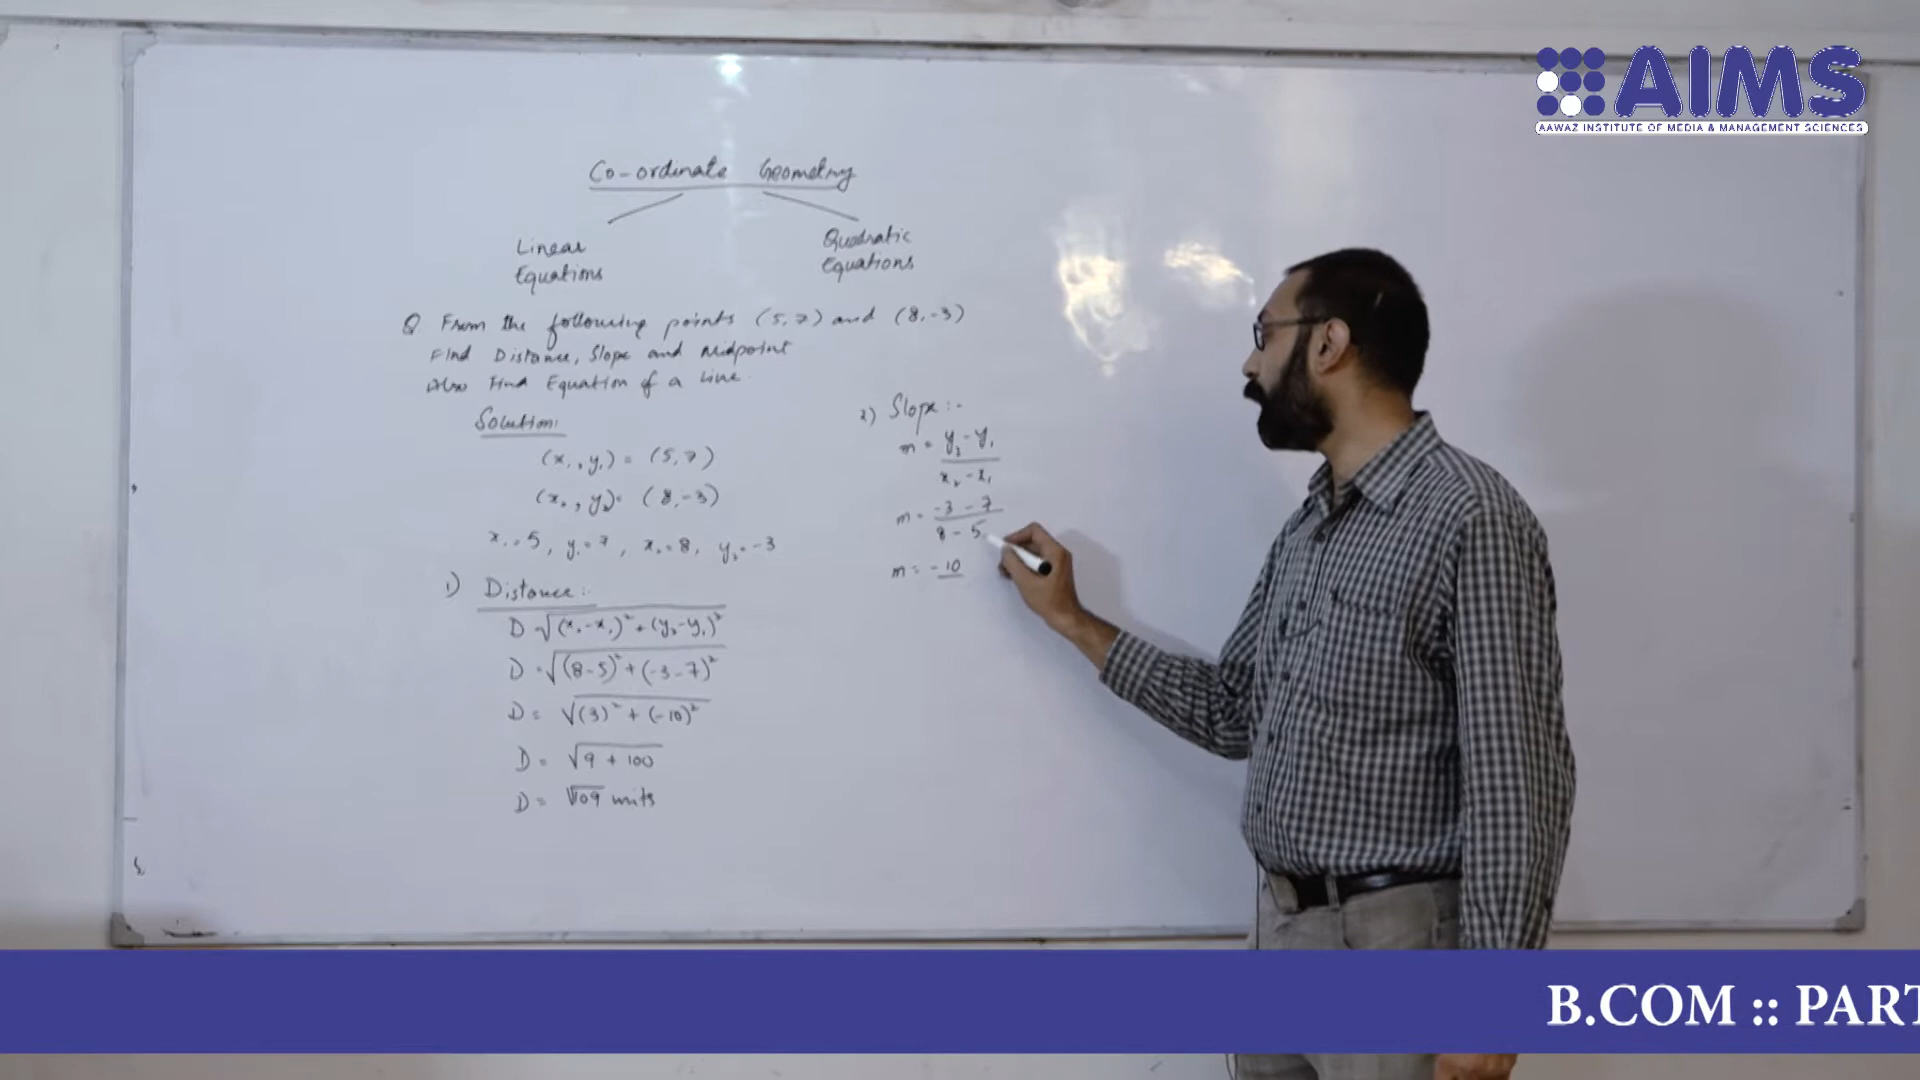 AIMS
AAWAZ INSTITUTE OF MEDIA & MANAGEMENT SCIENCES
Co-ordinate Geometry
Linear Equations
Quadratic Equations
Q From the following points (5,7) and (8,-3)
Find Distance, Slope and Midpoint
Also Find Equation of a Line.
Solution:
(x₁, y₁) = (5,7)
(x₂, y₂) = (8,-3)
x₁=5, y₁=7, x₂=8, y₂=-3
1) Distance:-
D = √(x₂-x₁)²+(y₂-y₁)²
D = √(8-5)²+(-3-7)²
D = √(3)²+(-10)²
D = √9+100
D = √109 units
2) Slope:-
m = y₂-y₁
x₂-x₁
m = -3-7
8-5
m = -10
B.COM :: PART